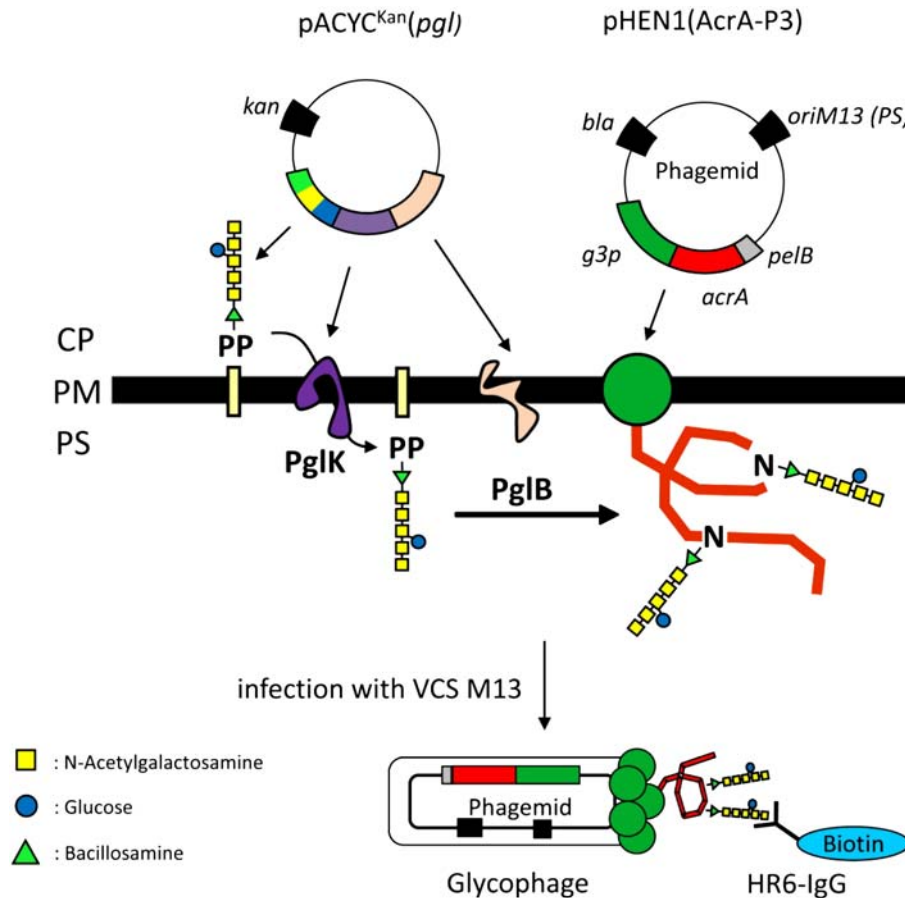 pACYCKan(pgl)
pHEN1(AcrA-P3)
kan
bla
oriM13 (PS)
Phagemid
g3p
pelB
acrA
CP
PP
PM
PS
PglK
PP
PglB
N
N
infection with VCS M13
: N-Acetylgalactosamine
: Glucose
: Bacillosamine
Phagemid
Biotin
Glycophage
HR6-IgG